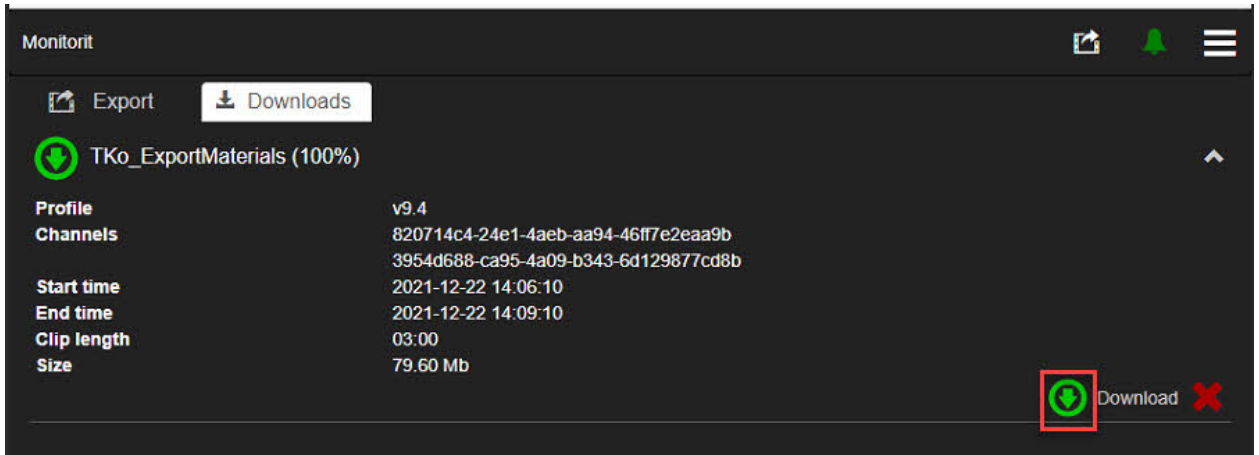 Monitorit
Export Downloads
TKo_ExportMaterials (100%)
Profile v9.4
Channels 820714c4-24e1-4aeb-aa94-46ff7e2eaa9b
3954d688-ca95-4a09-b343-6d129877cd8b
Start time 2021-12-22 14:06:10
End time 2021-12-22 14:09:10
Clip length 03:00
Size 79.60 Mb
Download